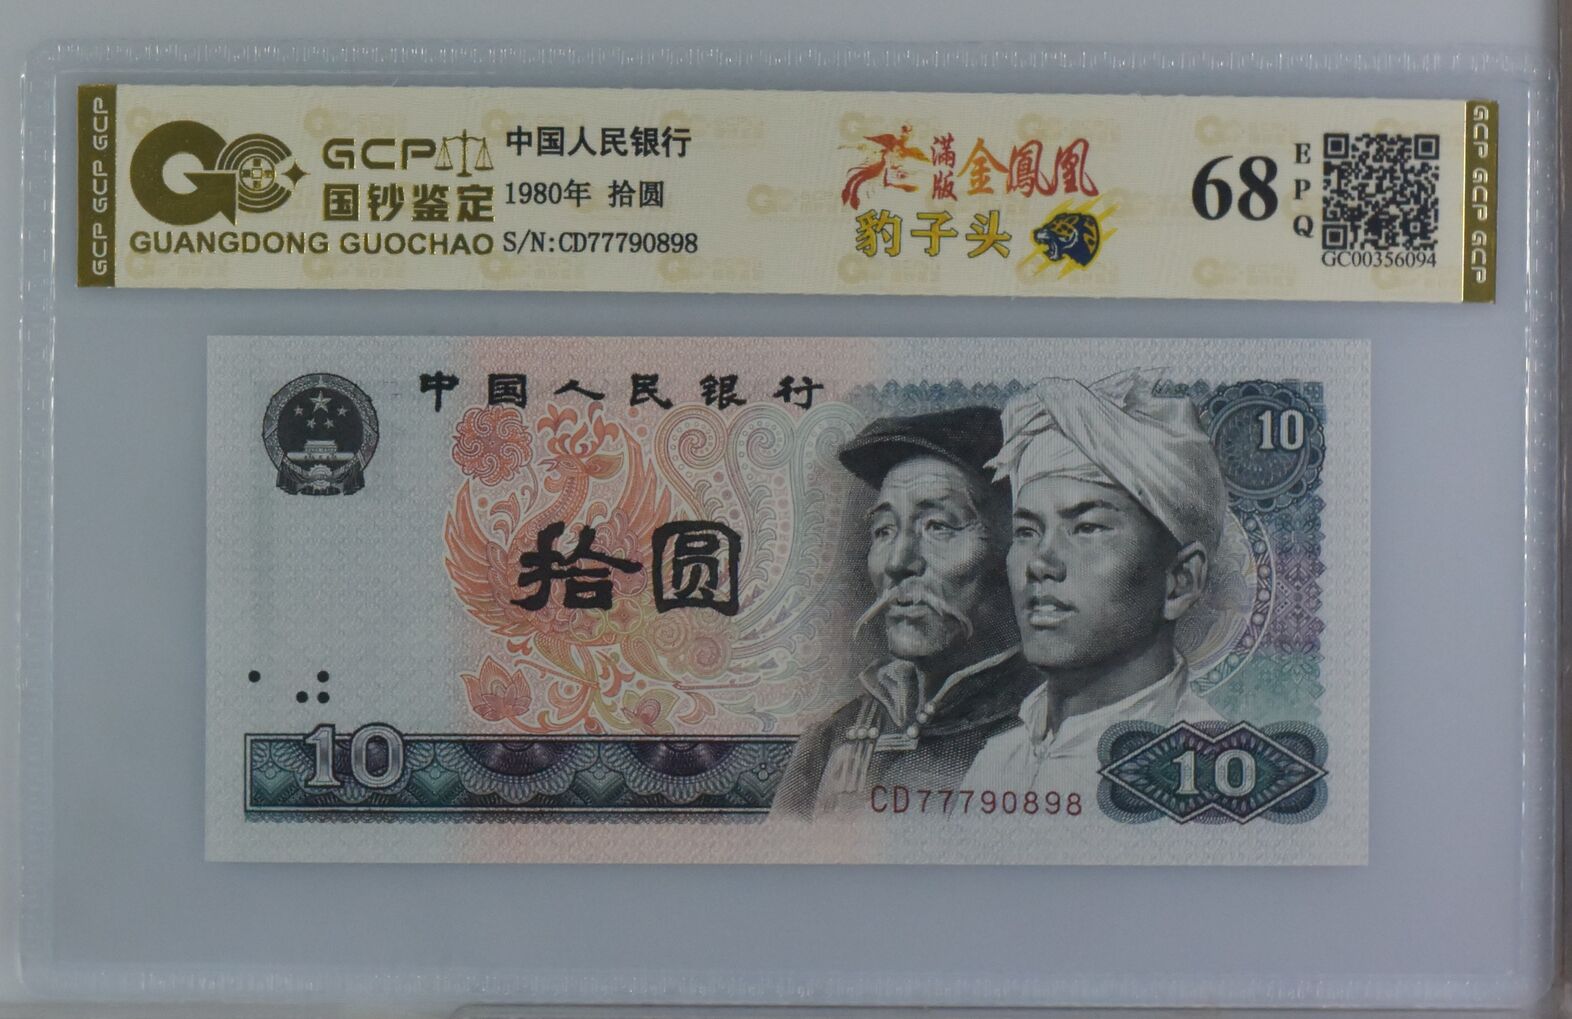 GCP GCP GCP
GCP
国钞鉴定
GUANGDONG GUOCHAO
中国人民银行
1980年 拾圆
S/N:CD77790898
满版金鳳凰
豹子头
68
EPQ
GC00356094
GCP GCP GCP
中国人民银行
10
拾圆
10
CD77790898
10